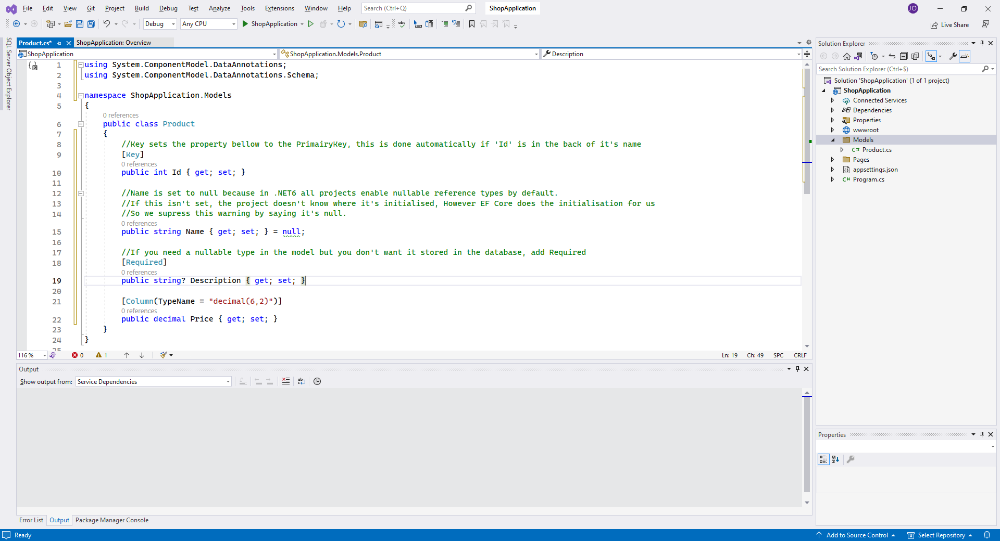 File Edit View Git Project Build Debug Test Analyze Tools Extensions Window Help Search (Ctrl+Q) ShopApplication JO
Debug Any CPU ShopApplication Live Share
SQL Server Object Explorer
Product.cs* ShopApplication: Overview
ShopApplication ShopApplication.Models.Product Description
1 using System.ComponentModel.DataAnnotations;
2 using System.ComponentModel.DataAnnotations.Schema;
3
4 namespace ShopApplication.Models
5 {
0 references
6 public class Product
7 {
8 //Key sets the property bellow to the PrimairyKey, this is done automatically if 'Id' is in the back of it's name
9 [Key]
0 references
10 public int Id { get; set; }
11
12 //Name is set to null because in .NET6 all projects enable nullable reference types by default.
13 //If this isn't set, the project doesn't know where it's initialised, However EF Core does the initialisation for us
14 //So we supress this warning by saying it's null.
0 references
15 public string Name { get; set; } = null;
16
17 //If you need a nullable type in the model but you don't want it stored in the database, add Required
18 [Required]
0 references
19 public string? Description { get; set; }
20
21 [Column(TypeName = "decimal(6,2)")]
0 references
22 public decimal Price { get; set; }
23 }
24 }
25
116 % 0 1 Ln: 19 Ch: 49 SPC CRLF
Output
Show output from: Service Dependencies
Error List Output Package Manager Console
Solution Explorer
Search Solution Explorer (Ctrl+$)
Solution 'ShopApplication' (1 of 1 project)
ShopApplication
Connected Services
Dependencies
Properties
wwwroot
Models
C# Product.cs
Pages
appsettings.json
C# Program.cs
Properties
Ready Add to Source Control Select Repository